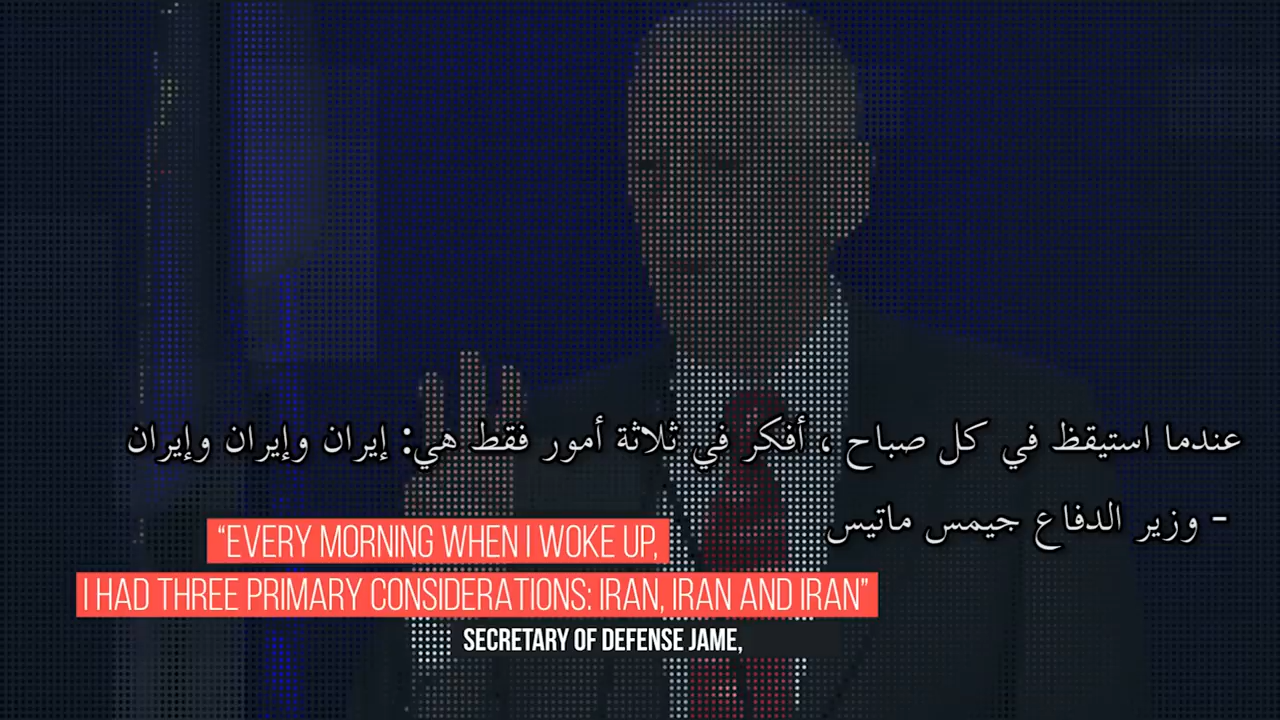 عندما استيقظ في كل صباح ، أفكر في ثلاثة أمور فقط هي: إيران وإيران وإيران
- وزير الدفاع جيمس ماتيس
“EVERY MORNING WHEN I WOKE UP,
I HAD THREE PRIMARY CONSIDERATIONS: IRAN, IRAN AND IRAN”
SECRETARY OF DEFENSE JAME,